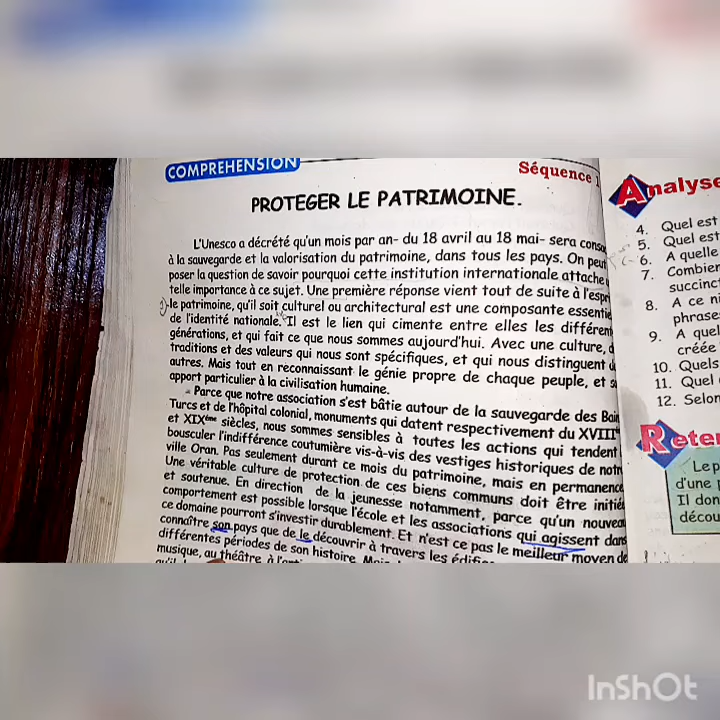 COMPREHENSION
Séquence 1
PROTEGER LE PATRIMOINE.
L'Unesco a décrété qu'un mois par an- du 18 avril au 18 mai- sera
à la sauvegarde et la valorisation du patrimoine, dans tous les pays. On peut
poser la question de savoir pourquoi cette institution internationale attache
telle importance à ce sujet. Une première réponse vient tout de suite à
le patrimoine, qu'il soit culturel ou architectural est une composante
de l'identité nationale. Il est le lien qui cimente entre elles les
générations, et qui fait ce que nous sommes aujourd'hui. Avec une culture,
traditions et des valeurs qui nous sont spécifiques, et qui nous distinguent
autres. Mais tout en reconnaissant le génie propre de chaque peuple, et
apport particulier à la civilisation humaine.
Parce que notre association s'est bâtie autour de la sauvegarde des
Turcs et de l'hôpital colonial, monuments qui datent respectivement du
et XIXème siècles, nous sommes sensibles à toutes les actions qui tendent
bousculer l'indifférence coutumière vis-à-vis des vestiges historiques de
ville Oran. Pas seulement durant ce mois du patrimoine, mais en permanence
Une véritable culture de protection de ces biens communs doit être
et soutenue. En direction de la jeunesse notamment, parce qu'un
comportement est possible lorsque l'école et les associations qui agissent dans
ce domaine pourront s'investir durablement. Et n'est ce pas le meilleur moyen de
connaître son pays que de le découvrir à travers les
différentes périodes de son histoire.
musique, au théâtre
Analyse
4. Quel est
5. Quel est
6. A quelle
7. Combien
succinct
8. A ce
phrase
9. A quel
créée
10. Quels
11. Quel
12. Selon
Le
d'une
Il
InShOt